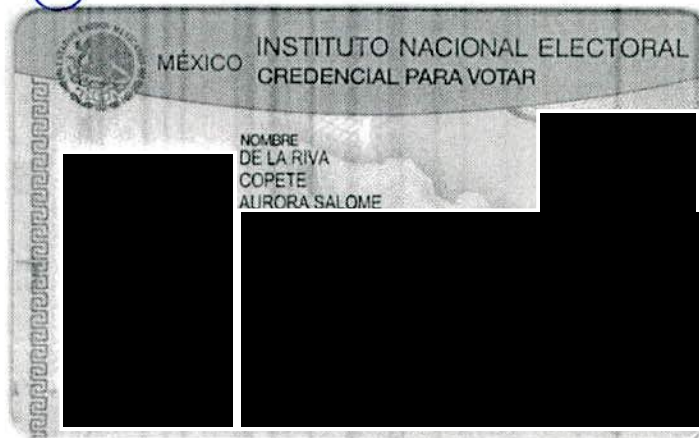 MÉXICO
INSTITUTO NACIONAL ELECTORAL
CREDENCIAL PARA VOTAR
NOMBRE
DE LA RIVA
COPETE
AURORA SALOME